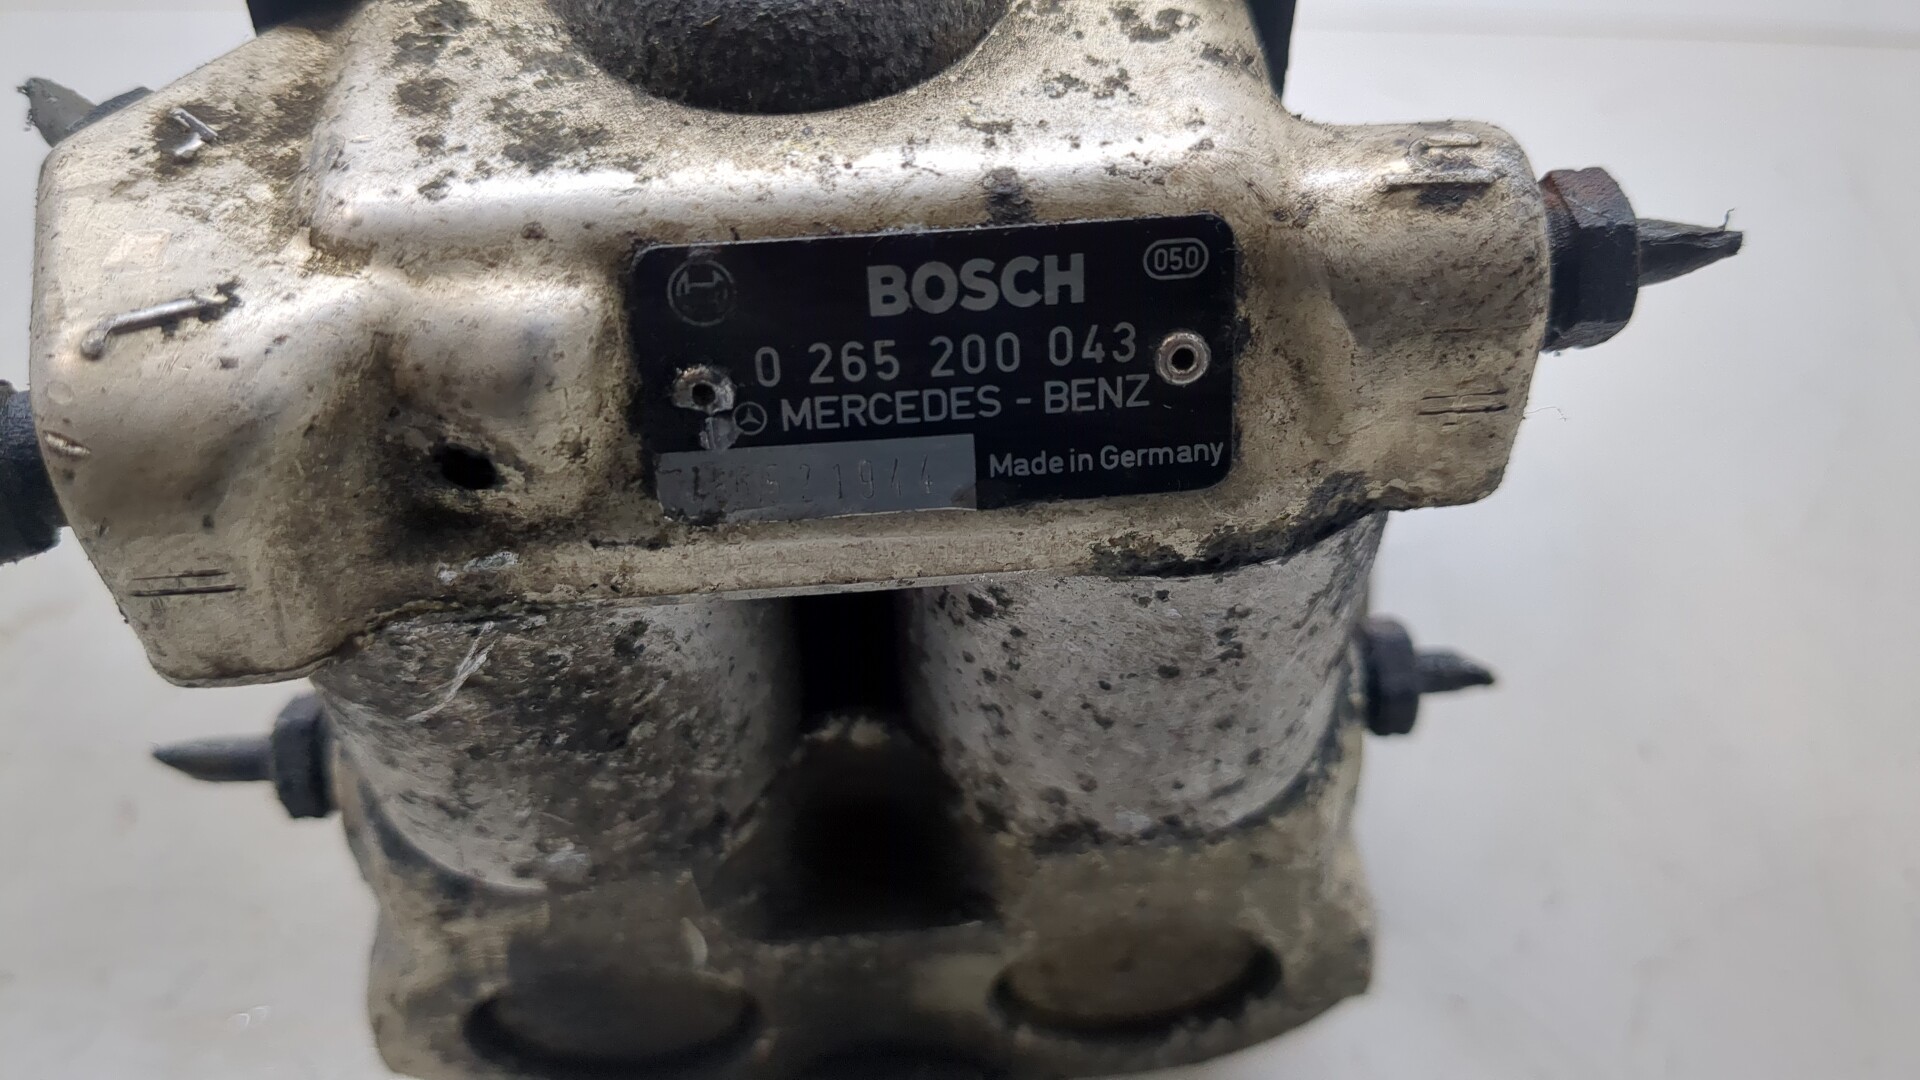 BOSCH
050
0 265 200 043
MERCEDES - BENZ
Made in Germany